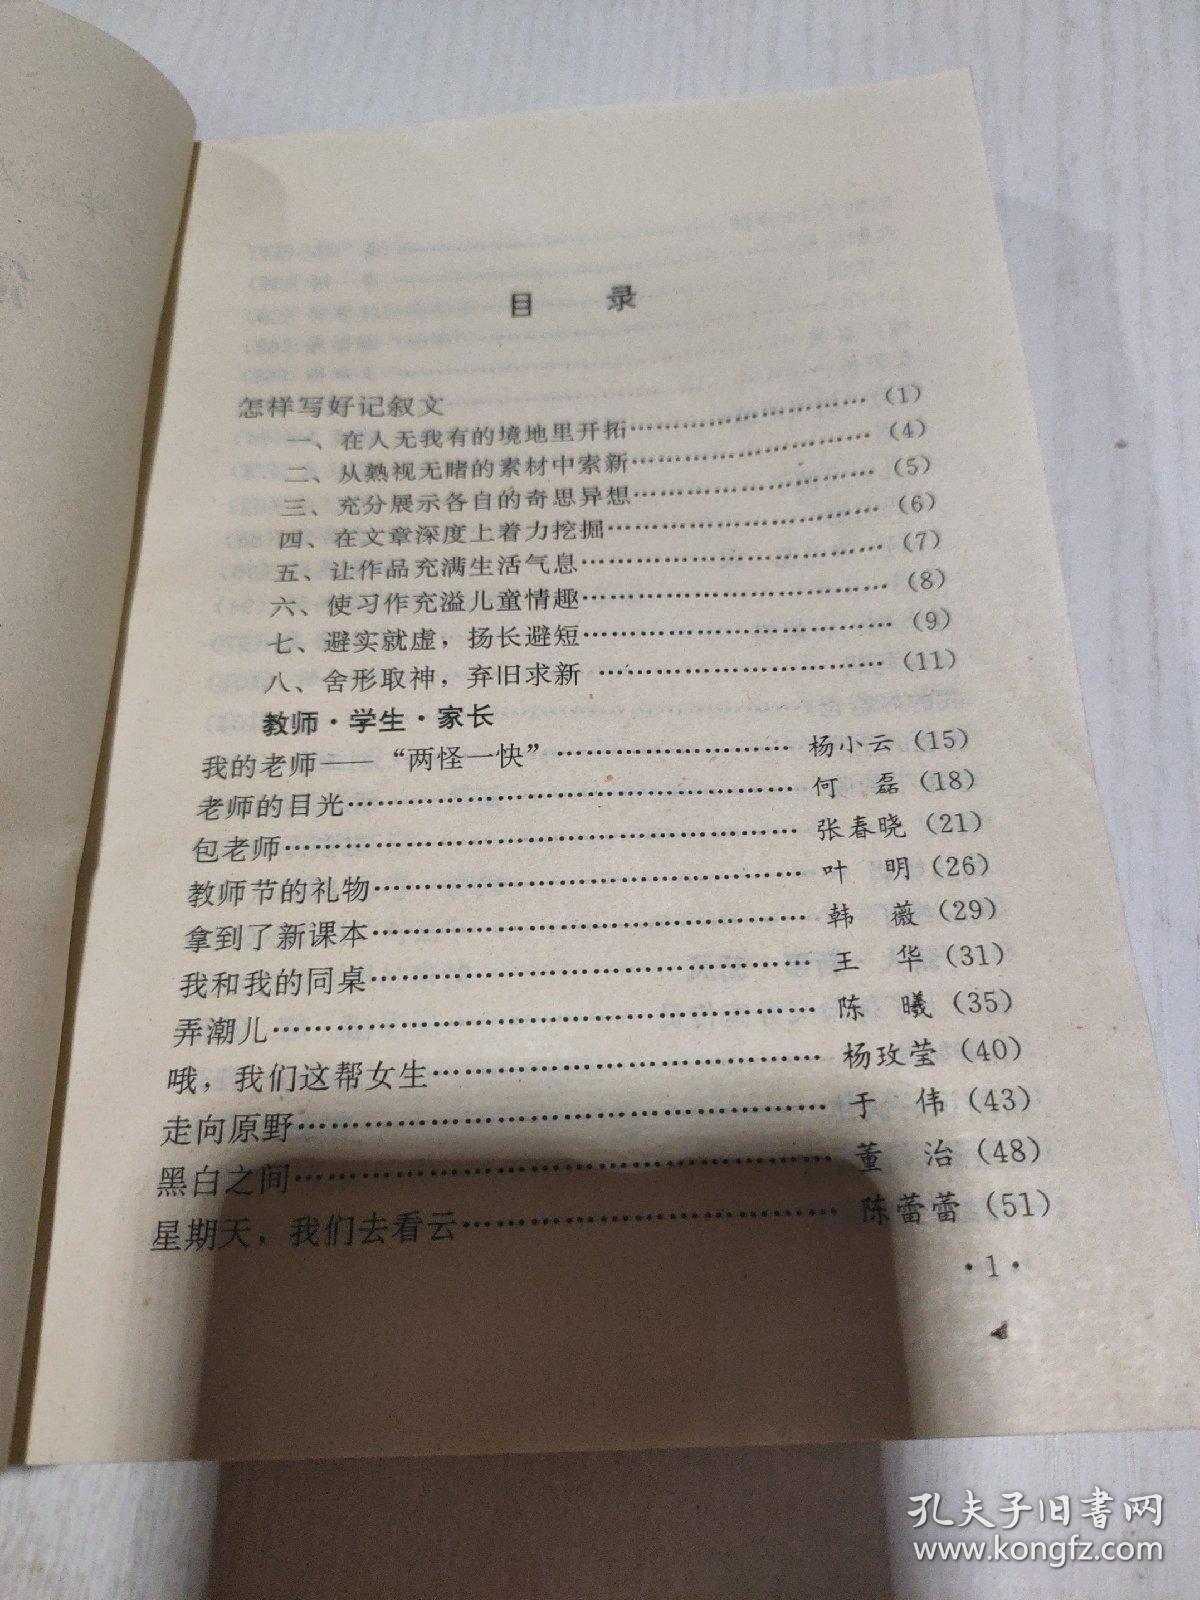 目　录
怎样写好记叙文
一、在人无我有的境地里开拓……………………（1）
二、从熟视无睹的素材中索新……………………（4）
三、充分展示各自的奇思异想……………………（5）
四、在文章深度上着力挖掘………………………（6）
五、让作品充满生活气息…………………………（7）
六、使习作充溢儿童情趣…………………………（8）
七、避实就虚，扬长避短…………………………（9）
八、舍形取神，弃旧求新 ………………………（11）
教师·学生·家长
我的老师——“两怪一快” ……………………杨小云（15）
老师的目光………………………………………何　磊（18）
包老师……………………………………………张春晓（21）
教师节的礼物……………………………………叶　明（26）
拿到了新课本……………………………………韩　薇（29）
我和我的同桌……………………………………王　华（31）
弄潮儿……………………………………………陈　曦（35）
哦，我们这帮女生………………………………杨玫莹（40）
走向原野…………………………………………于　伟（43）
黑白之间…………………………………………董　治（48）
星期天，我们去看云……………………………陈蕾蕾（51）
·1·
孔夫子旧书网
www.kongfz.com